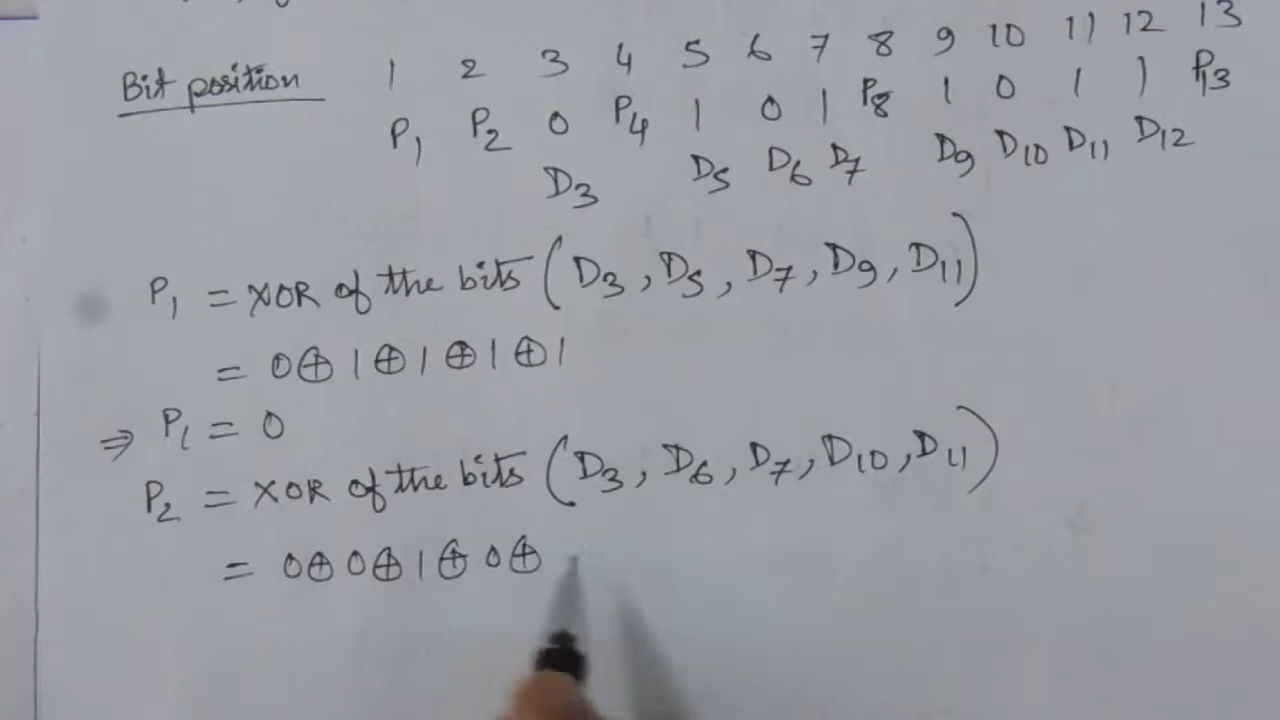 1 2 3 4 5 6 7 8 9 10 11 12 13
Bit position P₁ P₂ 0 P₄ 1 0 1 P₈ 1 0 1 1 P₁₃
D₃ D₅ D₆ D₇ D₉ D₁₀ D₁₁ D₁₂
P₁ = XOR of the bits (D₃, D₅, D₇, D₉, D₁₁)
= 0⊕1⊕1⊕1⊕1
⇒ P₁ = 0
P₂ = XOR of the bits (D₃, D₆, D₇, D₁₀, D₁₁)
= 0⊕0⊕1⊕0⊕